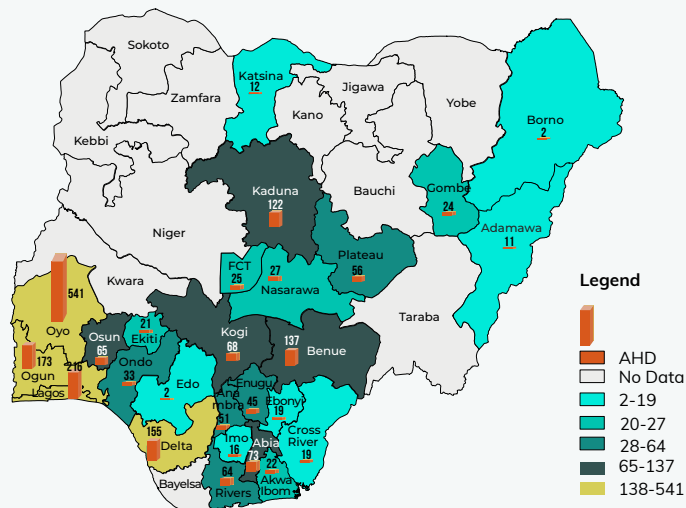 Sokoto
Katsina
12
Jigawa
Zamfara
Yobe
Kano
Kebbi
Borno
2
Kaduna
122
Bauchi
Gombe
24
Adamawa
11
Niger
Plateau
56
FCT
25
27
Nasarawa
Kwara
541
Oyo
Taraba
Legend
AHD
No Data
2-19
20-27
28-64
65-137
138-541
21
Ekiti
Osun
65
Kogi
68
137
Benue
173
Ogun
216
Lagos
Ondo
33
Edo
2
Enugu
45
Ana
mbra
51
Ebony
19
155
Delta
Imo
16
Abia
73
Cross
River
19
64
Rivers
22
Akwa
Ibom
Bayelsa